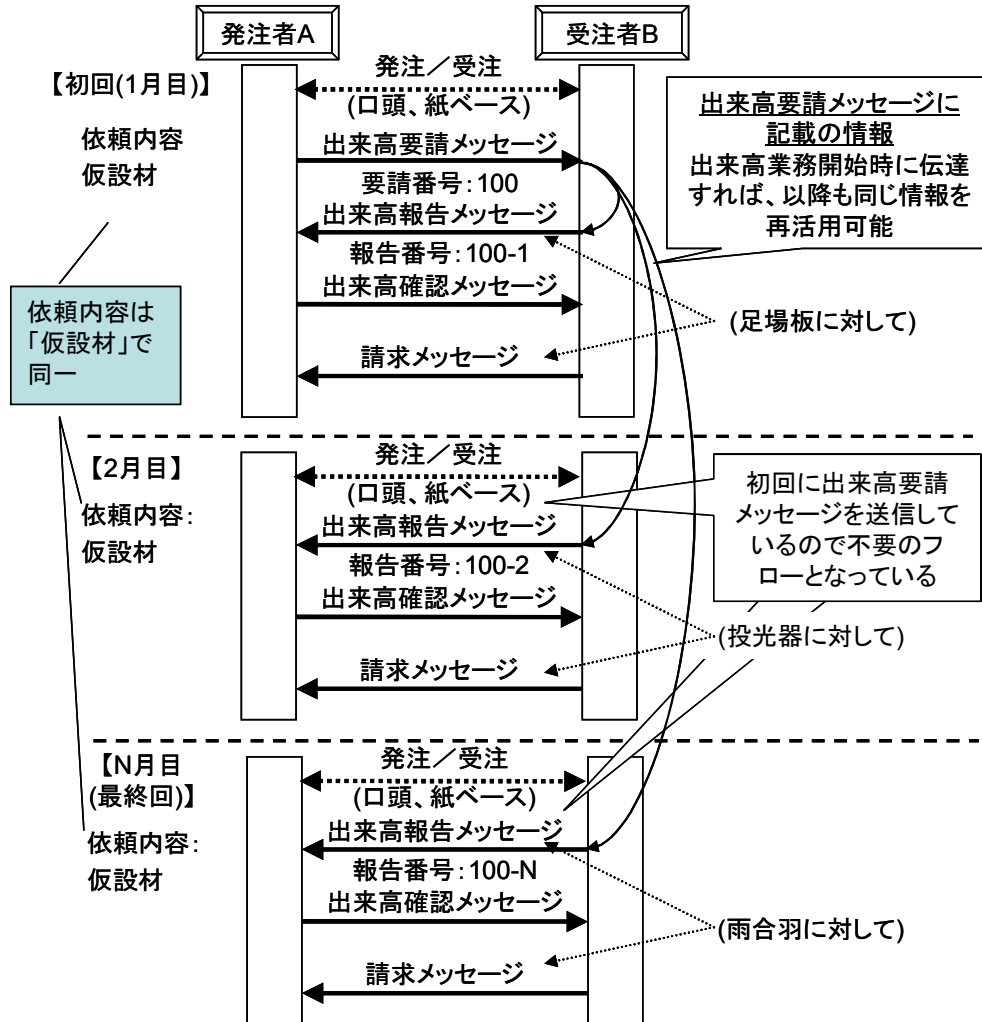 発注者A
受注者B
【初回(1月目)】
依頼内容
仮設材
発注／受注
(口頭、紙ベース)
出来高要請メッセージ
要請番号：100
出来高報告メッセージ
報告番号：100-1
出来高確認メッセージ
請求メッセージ
出来高要請メッセージに
記載の情報
出来高業務開始時に伝達
すれば、以降も同じ情報を
再活用可能
(足場板に対して)
依頼内容は
「仮設材」で
同一
【2月目】
依頼内容：
仮設材
発注／受注
(口頭、紙ベース)
出来高報告メッセージ
報告番号：100-2
出来高確認メッセージ
請求メッセージ
初回に出来高要請
メッセージを送信して
いるので不要のフ
ローとなっている
(投光器に対して)
【N月目
(最終回)】
依頼内容：
仮設材
発注／受注
(口頭、紙ベース)
出来高報告メッセージ
報告番号：100-N
出来高確認メッセージ
請求メッセージ
(雨合羽に対して)